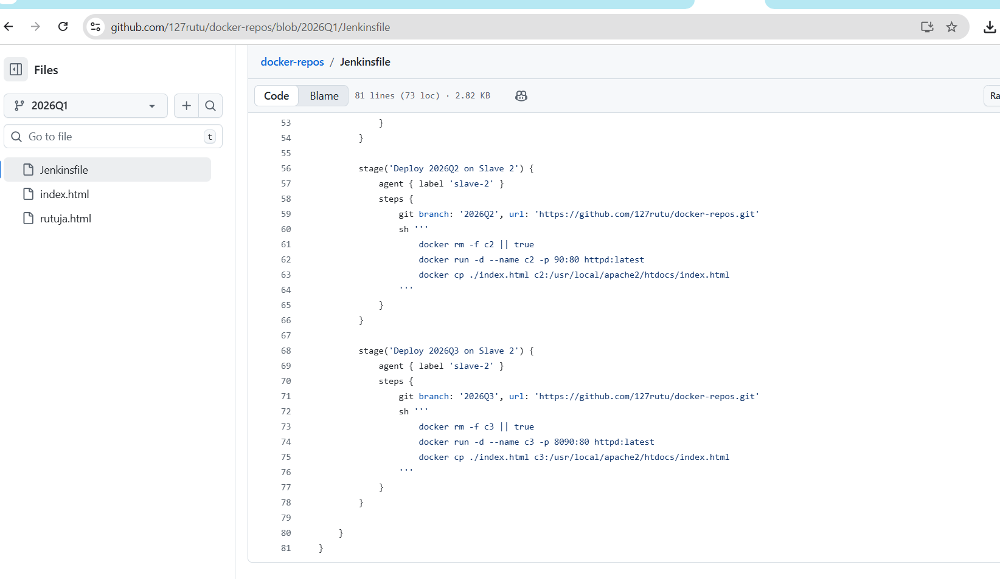 github.com/127rutu/docker-repos/blob/2026Q1/Jenkinsfile
Files
2026Q1
Go to file
t
Jenkinsfile
index.html
rutuja.html
docker-repos / Jenkinsfile
Code
Blame
81 lines (73 loc) · 2.82 KB
Ra
53 }
54 }
55
56 stage('Deploy 2026Q2 on Slave 2') {
57 agent { label 'slave-2' }
58 steps {
59 git branch: '2026Q2', url: 'https://github.com/127rutu/docker-repos.git'
60 sh '''
61 docker rm -f c2 || true
62 docker run -d --name c2 -p 90:80 httpd:latest
63 docker cp ./index.html c2:/usr/local/apache2/htdocs/index.html
64 '''
65 }
66 }
67
68 stage('Deploy 2026Q3 on Slave 2') {
69 agent { label 'slave-2' }
70 steps {
71 git branch: '2026Q3', url: 'https://github.com/127rutu/docker-repos.git'
72 sh '''
73 docker rm -f c3 || true
74 docker run -d --name c3 -p 8090:80 httpd:latest
75 docker cp ./index.html c3:/usr/local/apache2/htdocs/index.html
76 '''
77 }
78 }
79
80 }
81 }